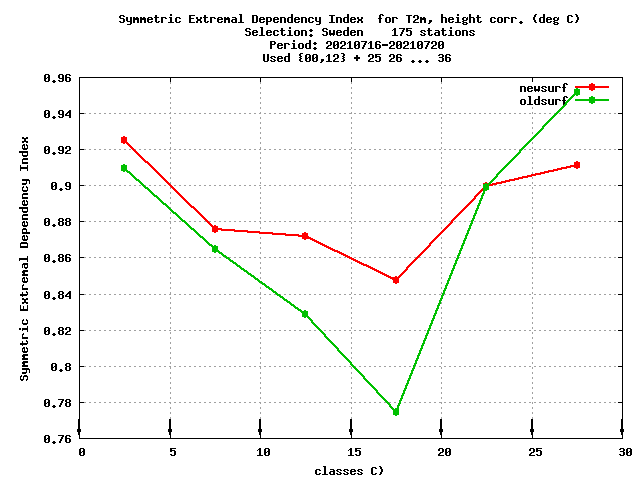 Symmetric Extremal Dependency Index  for T2m, height corr. (deg C)
Selection: Sweden    175 stations
Period: 20210716-20210720
Used {00,12} + 25 26 ... 36
newsurf
oldsurf
Symmetric Extremal Dependency Index
0.96
0.94
0.92
0.9
0.88
0.86
0.84
0.82
0.8
0.78
0.76
0 5 10 15 20 25 30
classes C)